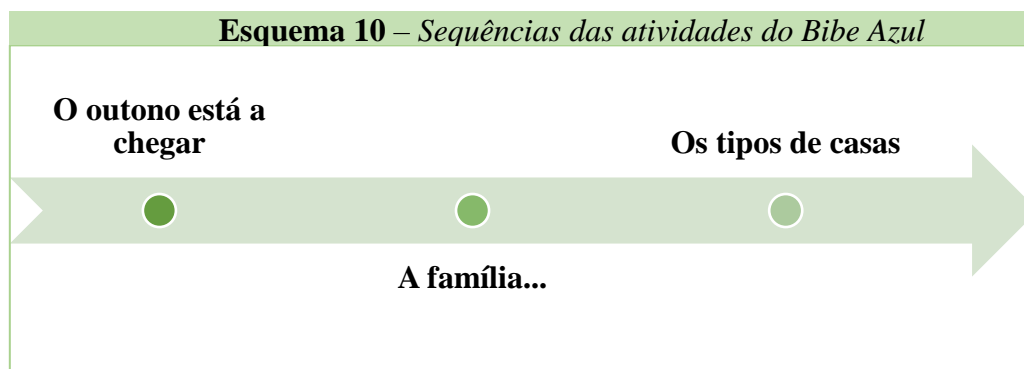 Esquema 10 – Sequências das atividades do Bibe Azul
O outono está a
chegar
A família...
Os tipos de casas